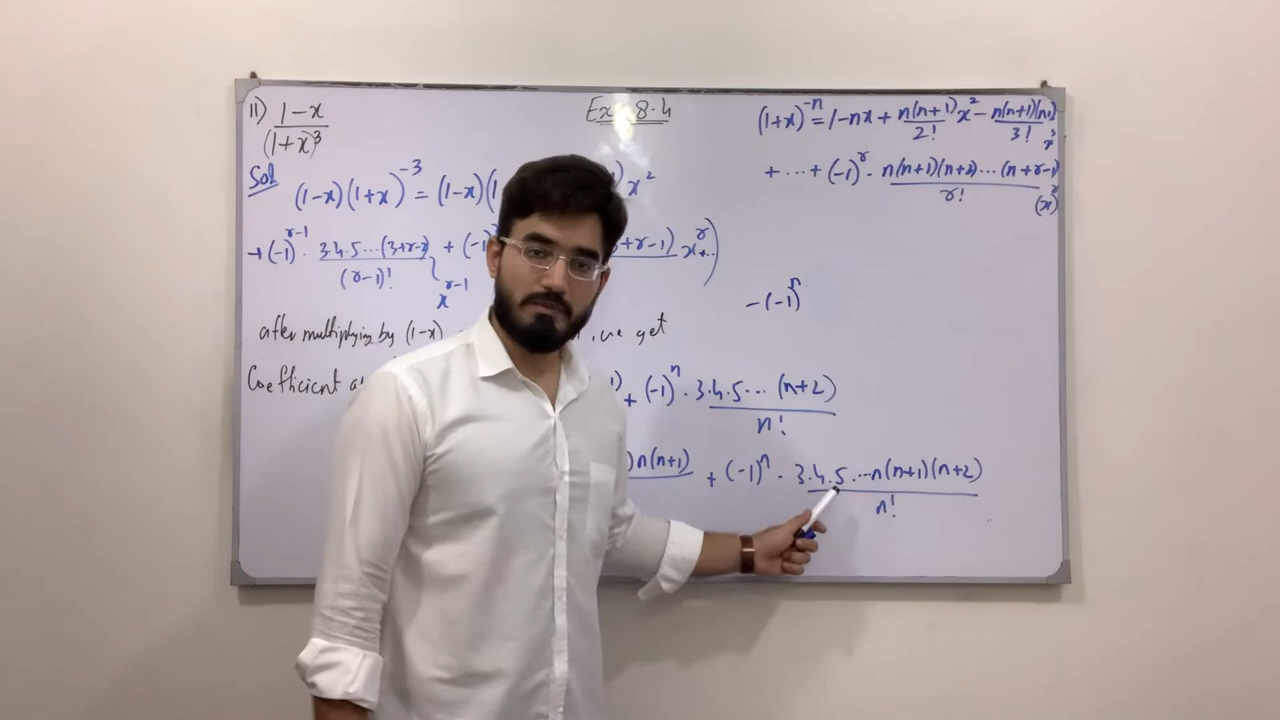 11) (1-x)/(1+x)^3
Ex 8.4
(1+x)^-n = 1-nx + n(n+1)/2! x^2 - n(n+1)(n+2)/3! x^3
+ ... + (-1)^r . n(n+1)(n+2)...(n+r-1)/r! (x)^r
Sol
(1-x)(1+x)^-3 = (1-x)(1 ) x^2
+(-1)^r-1 . 3.4.5...(3+r-2)/(r-1)! x^r-1 + (-1) 3+r-1) x^r+...)
-(-1)^n
after multiplying by (1-x) , we get
Coefficient ) + (-1)^n . 3.4.5... (n+2)/n!
)n(n+1) + (-1)^n . 3.4.5...n(n+1)(n+2)/n!